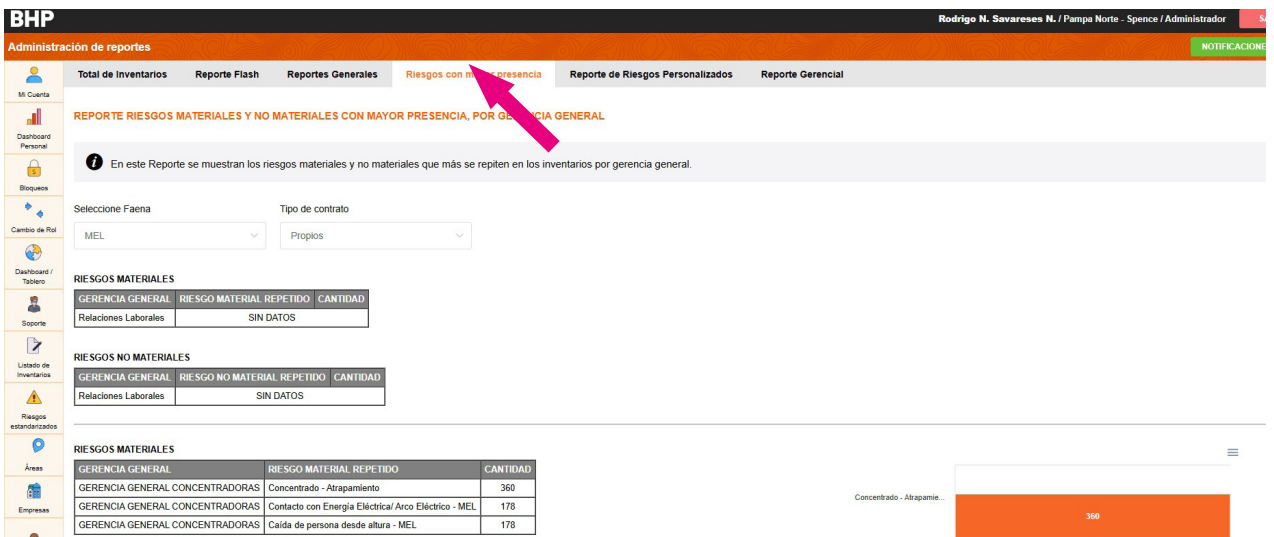 BHP
Rodrigo N. Savareses N. / Pampa Norte - Spence / Administrador
Administración de reportes
Total de Inventarios Reporte Flash Reportes Generales Riesgos con presencia Reporte de Riesgos Personalizados Reporte Gerencial
Mi Cuenta
Dashboard
Personal
Bloqueos
Cambio de Rol
Dashboard /
Tablero
Soporte
Listado de
Inventarios
Riesgos
estandarizados
Áreas
Empresas
REPORTE RIESGOS MATERIALES Y NO MATERIALES CON MAYOR PRESENCIA, POR GENERAL
En este Reporte se muestran los riesgos materiales y no materiales que más se repiten en los inventarios por gerencia general.
Seleccione Faena Tipo de contrato
MEL Propios
RIESGOS MATERIALES
GERENCIA GENERAL RIESGO MATERIAL REPETIDO CANTIDAD
Relaciones Laborales SIN DATOS
RIESGOS NO MATERIALES
GERENCIA GENERAL RIESGO NO MATERIAL REPETIDO CANTIDAD
Relaciones Laborales SIN DATOS
RIESGOS MATERIALES
GERENCIA GENERAL RIESGO MATERIAL REPETIDO CANTIDAD
GERENCIA GENERAL CONCENTRADORAS Concentrado - Atrapamiento 360
GERENCIA GENERAL CONCENTRADORAS Contacto con Energía Eléctrica/ Arco Eléctrico - MEL 178
GERENCIA GENERAL CONCENTRADORAS Caída de persona desde altura - MEL 178
Concentrado - Atrapamie...
360